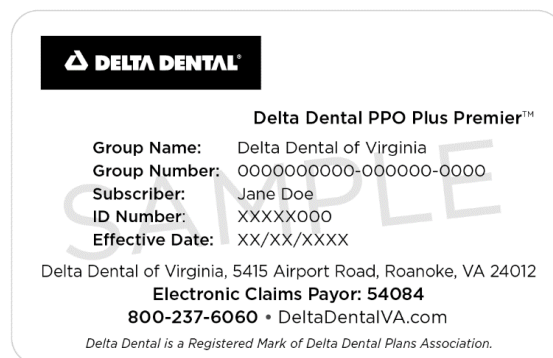 DELTA DENTAL®
Delta Dental PPO Plus Premier™
Group Name: Delta Dental of Virginia
Group Number: 0000000000-000000-0000
Subscriber: Jane Doe
ID Number: XXXXX000
Effective Date: XX/XX/XXXX
SAMPLE
Delta Dental of Virginia, 5415 Airport Road, Roanoke, VA 24012
Electronic Claims Payor: 54084
800-237-6060 • DeltaDentalVA.com
Delta Dental is a Registered Mark of Delta Dental Plans Association.